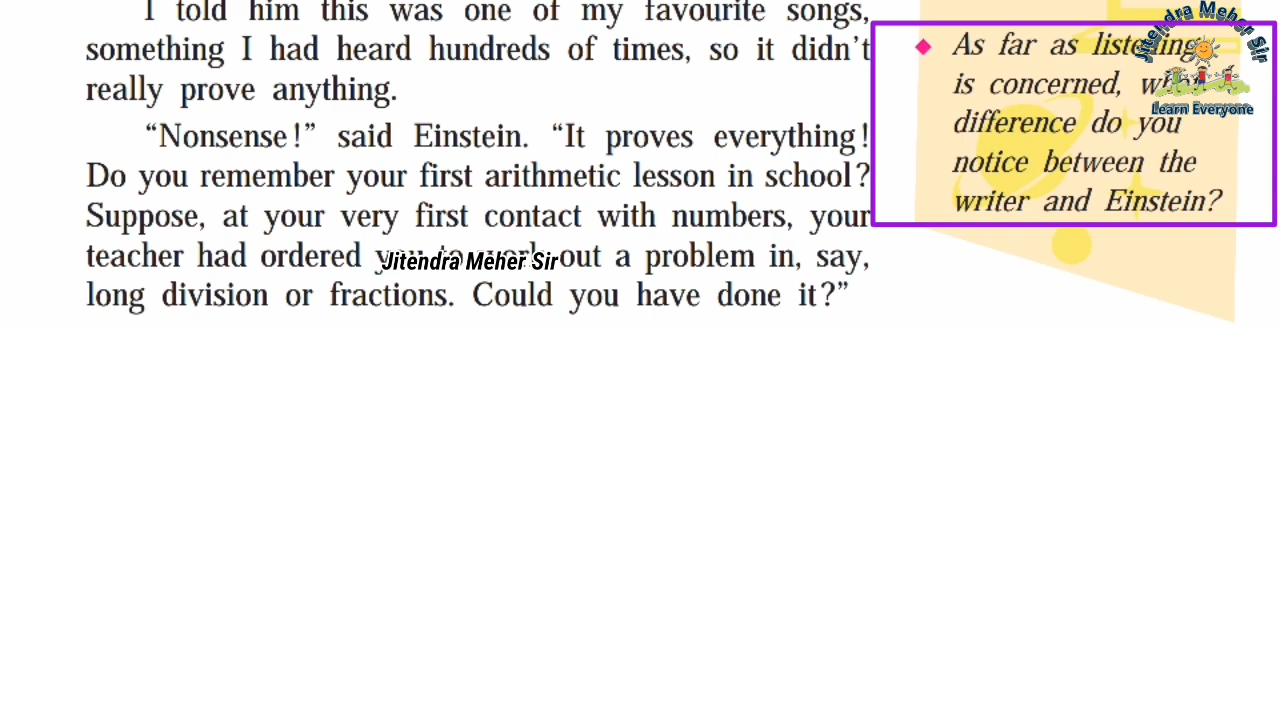 I told him this was one of my favourite songs,
something I had heard hundreds of times, so it didn't
really prove anything.
"Nonsense!" said Einstein. "It proves everything!
Do you remember your first arithmetic lesson in school?
Suppose, at your very first contact with numbers, your
teacher had ordered out a problem in, say,
long division or fractions. Could you have done it?"
Jitendra Meher Sir
As far as listening
is concerned, what
difference do you
notice between the
writer and Einstein?
Jitendra Meher Sir
Learn Everyone